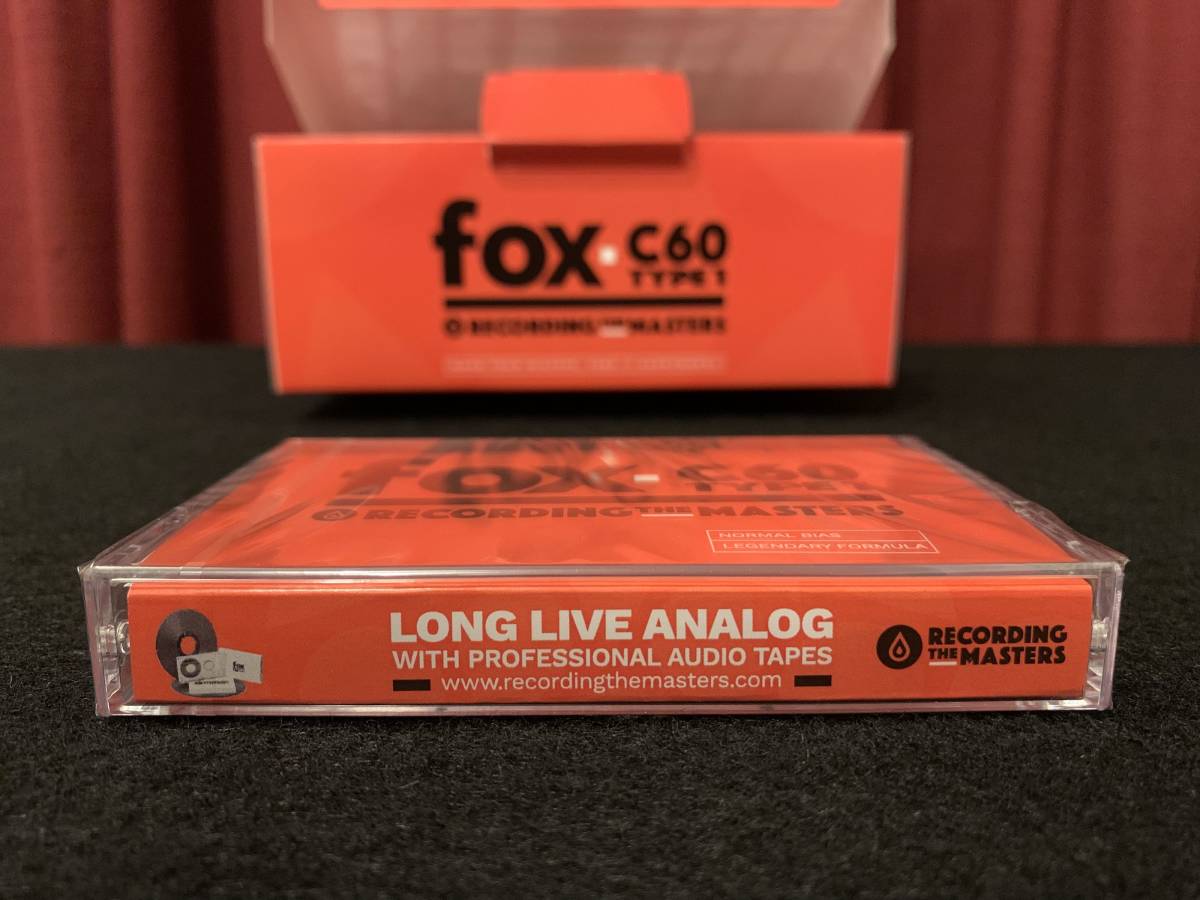 fox C60
TYPE 1
RECORDING THE MASTERS
fox C60
TYPE 1
RECORDING THE MASTERS
NORMAL BIAS
LEGENDARY FORMULA
LONG LIVE ANALOG
WITH PROFESSIONAL AUDIO TAPES
www.recordingthemasters.com
RECORDING
THE MASTERS
fox